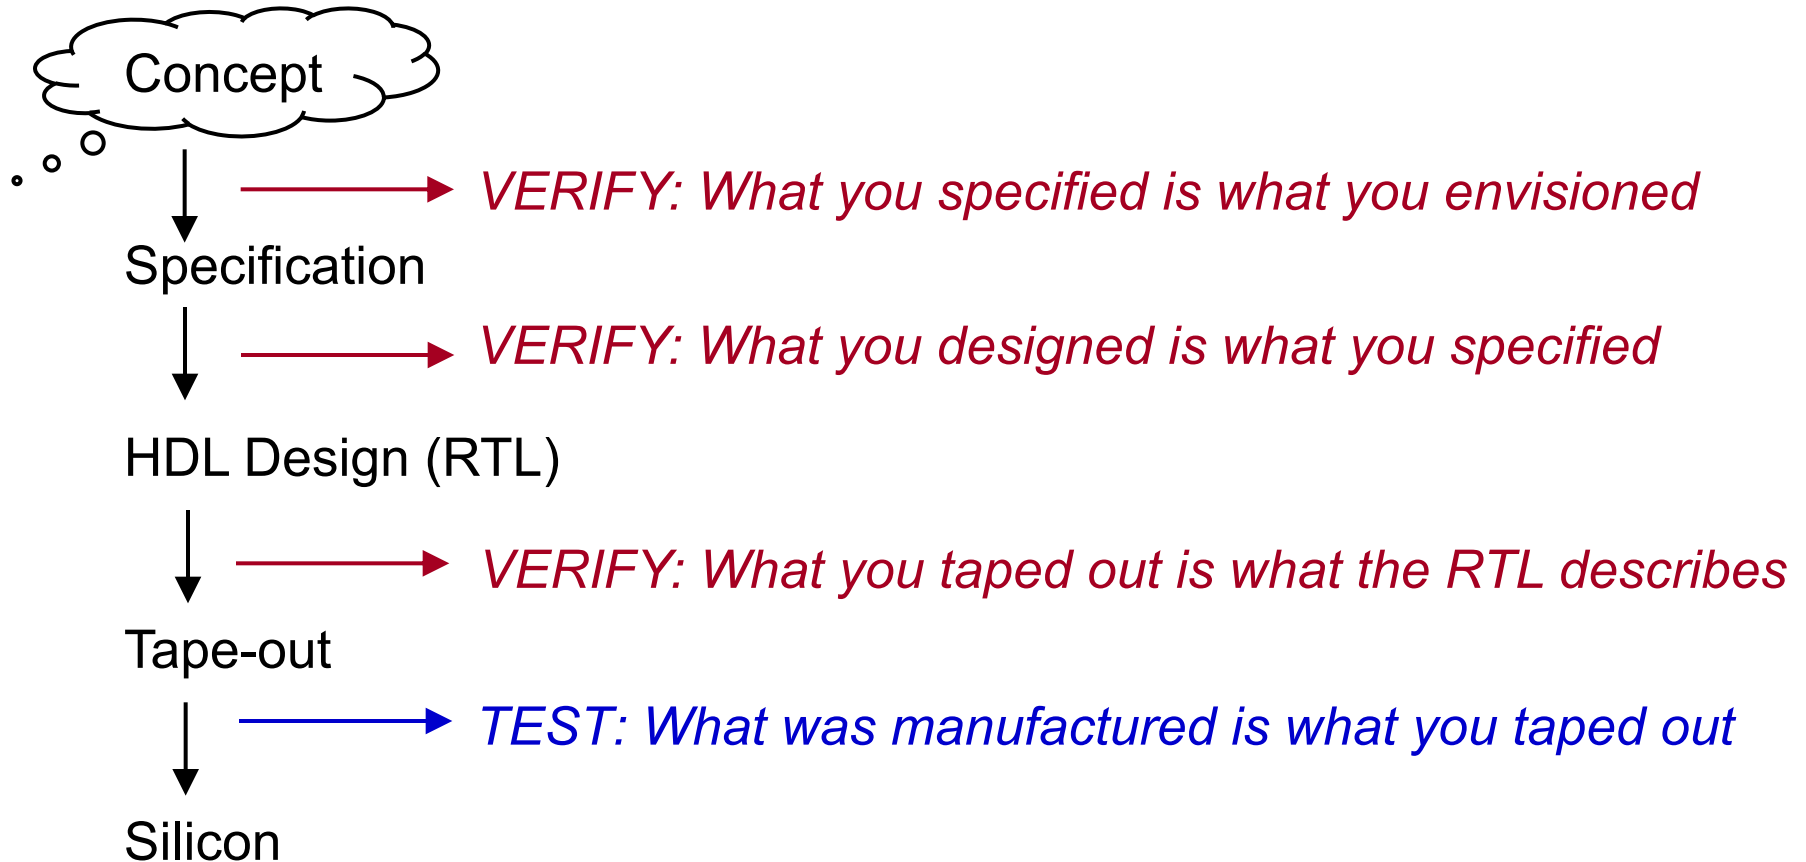 Concept
VERIFY: What you specified is what you envisioned
Specification
VERIFY: What you designed is what you specified
HDL Design (RTL)
VERIFY: What you taped out is what the RTL describes
Tape-out
TEST: What was manufactured is what you taped out
Silicon